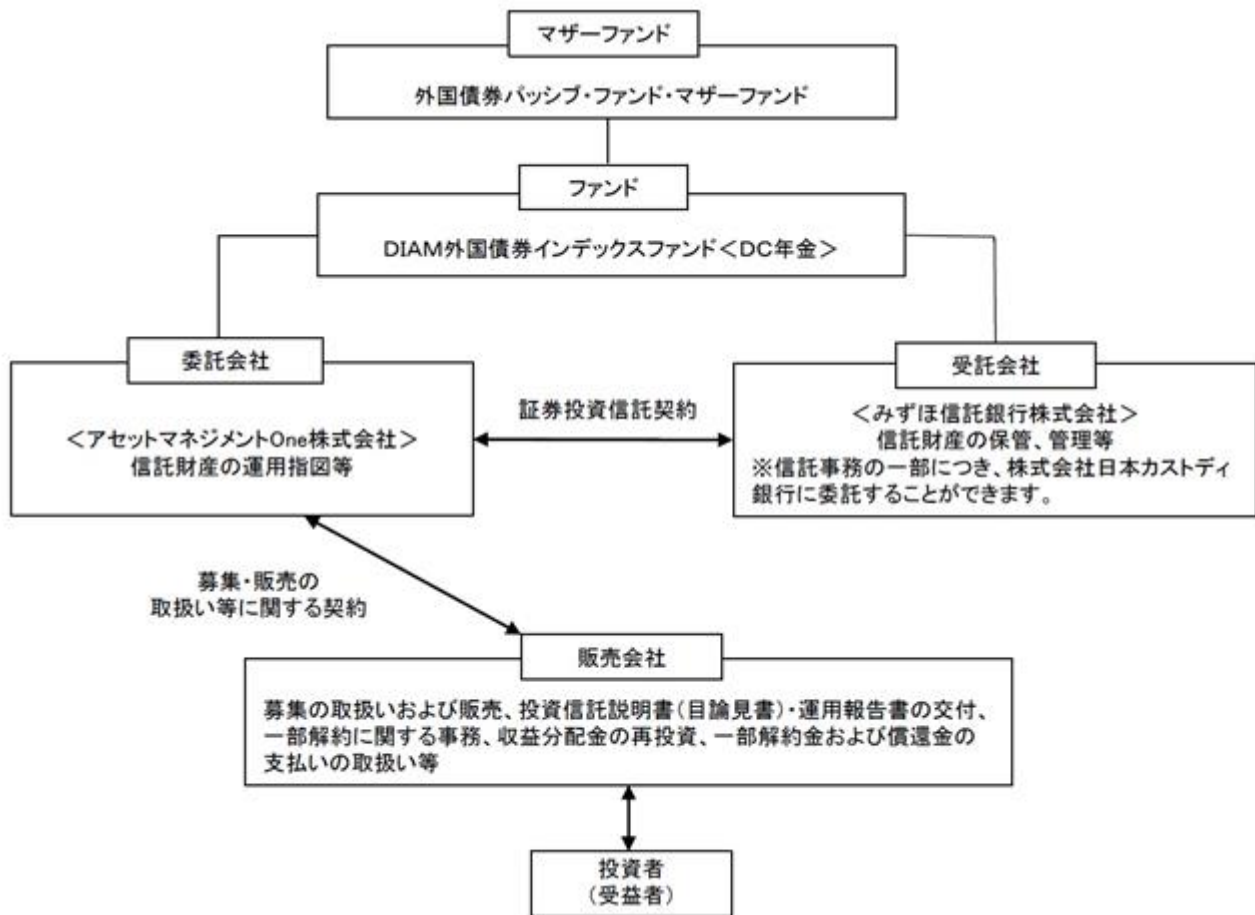 マザーファンド
外国債券パッシブ・ファンド・マザーファンド
ファンド
DIAM外国債券インデックスファンド＜DC年金＞
委託会社
＜アセットマネジメントOne株式会社＞
信託財産の運用指図等
証券投資信託契約
受託会社
＜みずほ信託銀行株式会社＞
信託財産の保管、管理等
※信託事務の一部につき、株式会社日本カストディ
銀行に委託することができます。
募集・販売の
取扱い等に関する契約
販売会社
募集の取扱いおよび販売、投資信託説明書（目論見書）・運用報告書の交付、
一部解約に関する事務、収益分配金の再投資、一部解約金および償還金の
支払いの取扱い等
投資者
（受益者）